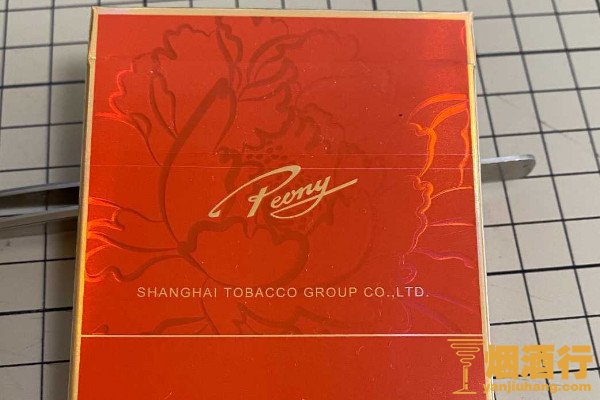 Peony
SHANGHAI TOBACCO GROUP CO.,LTD.
烟酒行
yanjiuhang.com